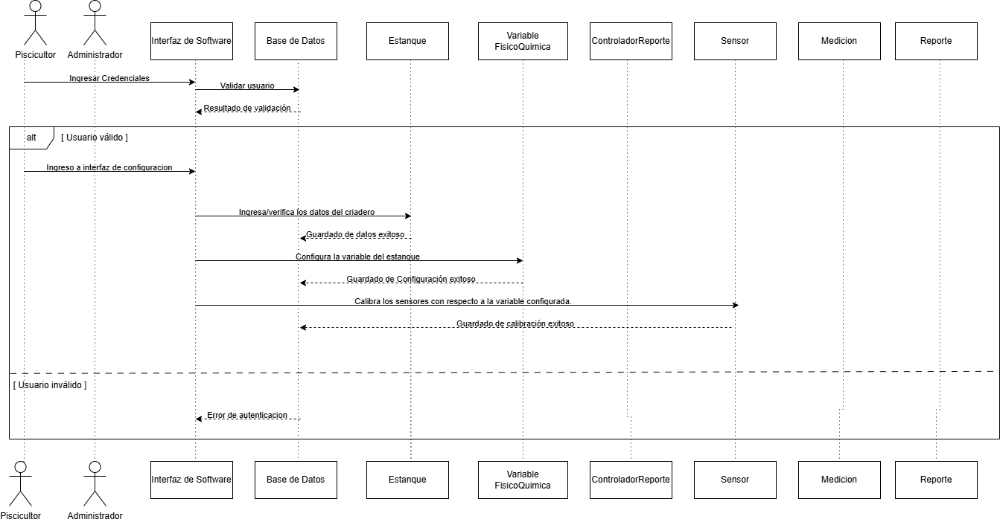 Piscicultor
Administrador
Interfaz de Software
Base de Datos
Estanque
Variable
FisicoQuimica
ControladorReporte
Sensor
Medicion
Reporte
Ingresar Credenciales
Validar usuario
Resultado de validación
alt
[ Usuario válido ]
Ingreso a interfaz de configuracion
Ingresa/verifica los datos del criadero
Guardado de datos exitoso
Configura la variable del estanque
Guardado de Configuración exitoso
Calibra los sensores con respecto a la variable configurada.
Guardado de calibración exitoso
[ Usuario inválido ]
Error de autenticacion
Piscicultor
Administrador
Interfaz de Software
Base de Datos
Estanque
Variable
FisicoQuimica
ControladorReporte
Sensor
Medicion
Reporte